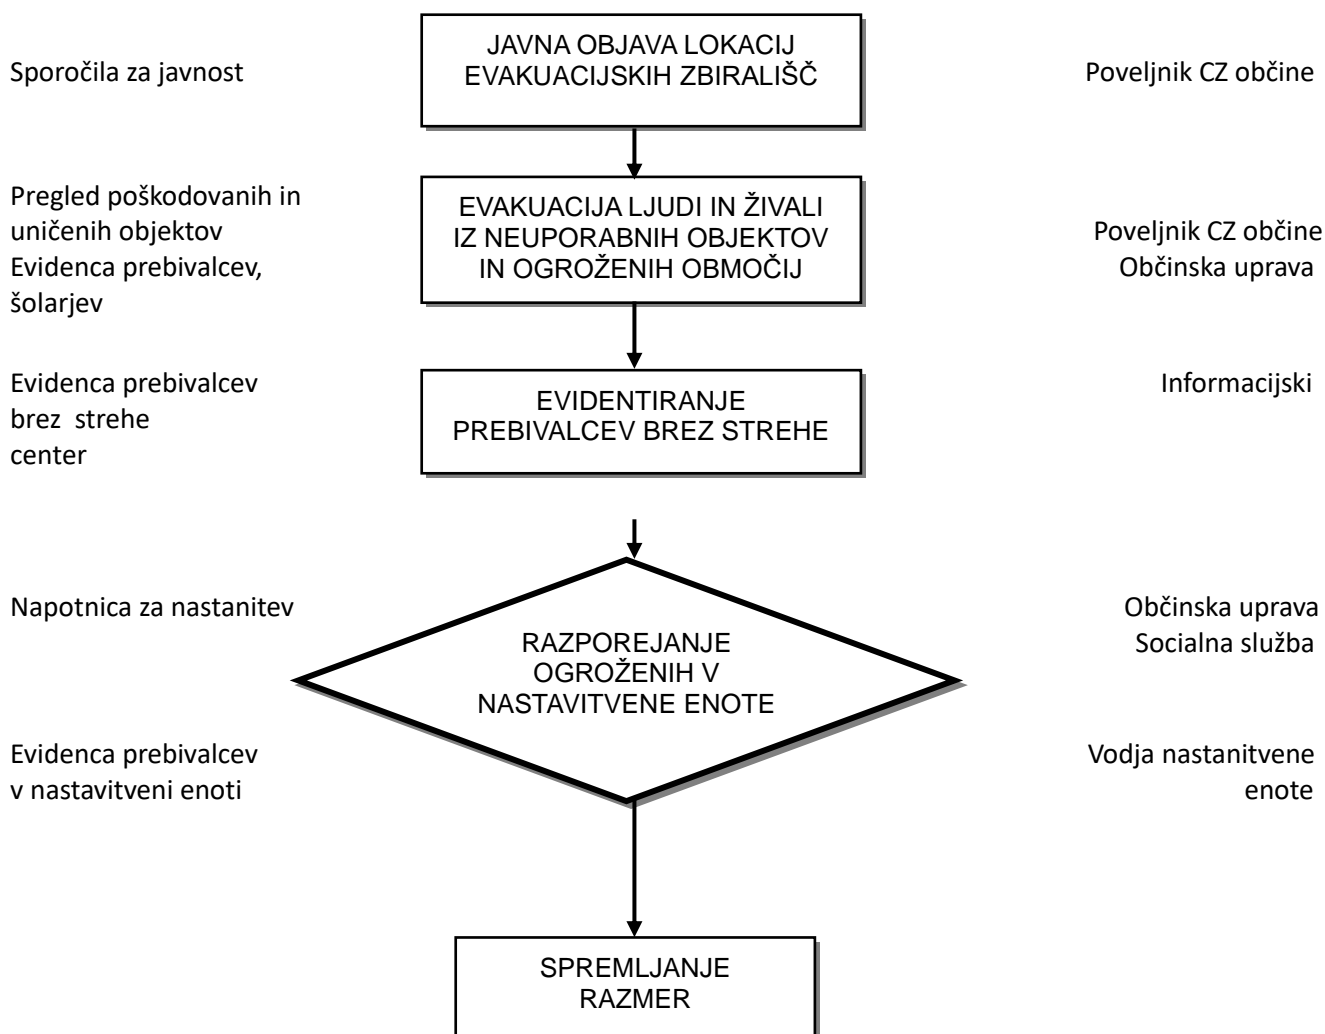 JAVNA OBJAVA LOKACIJ
EVAKUACIJSKIH ZBIRALIŠČ
Sporočila za javnost
Poveljnik CZ občine
Pregled poškodovanih in
uničenih objektov
Evidenca prebivalcev,
šolarjev
EVAKUACIJA LJUDI IN ŽIVALI
IZ NEUPORABNIH OBJEKTOV
IN OGROŽENIH OBMOČIJ
Poveljnik CZ občine
Občinska uprava
Evidenca prebivalcev
brez strehe
center
EVIDENTIRANJE
PREBIVALCEV BREZ STREHE
Informacijski
Napotnica za nastanitev
RAZPOREJANJE
OGROŽENIH V
NASTAVITVENE ENOTE
Občinska uprava
Socialna služba
Evidenca prebivalcev
v nastavitveni enoti
Vodja nastanitvene
enote
SPREMLJANJE
RAZMER